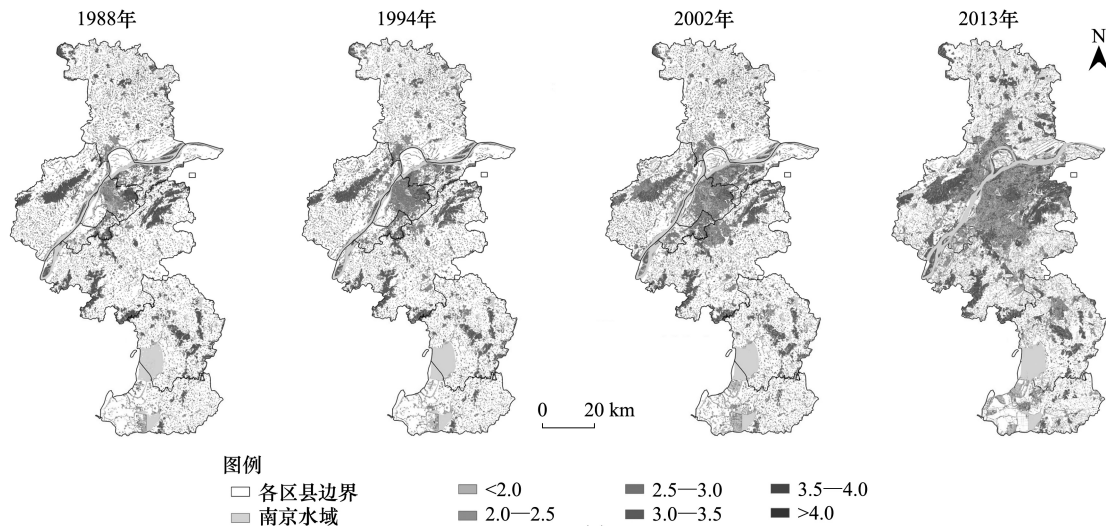 1988年
1994年
2002年
2013年
N
0 20 km
图例
各区县边界
<2.0
2.5—3.0
3.5—4.0
南京水域
2.0—2.5
3.0—3.5
>4.0